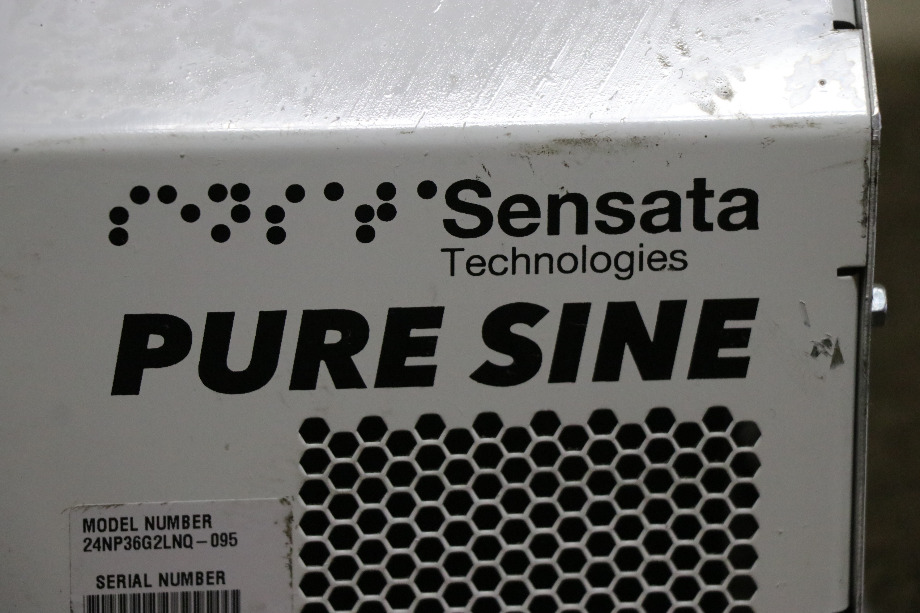 Sensata
Technologies
PURE SINE
MODEL NUMBER
24NP36G2LNQ-095
SERIAL NUMBER